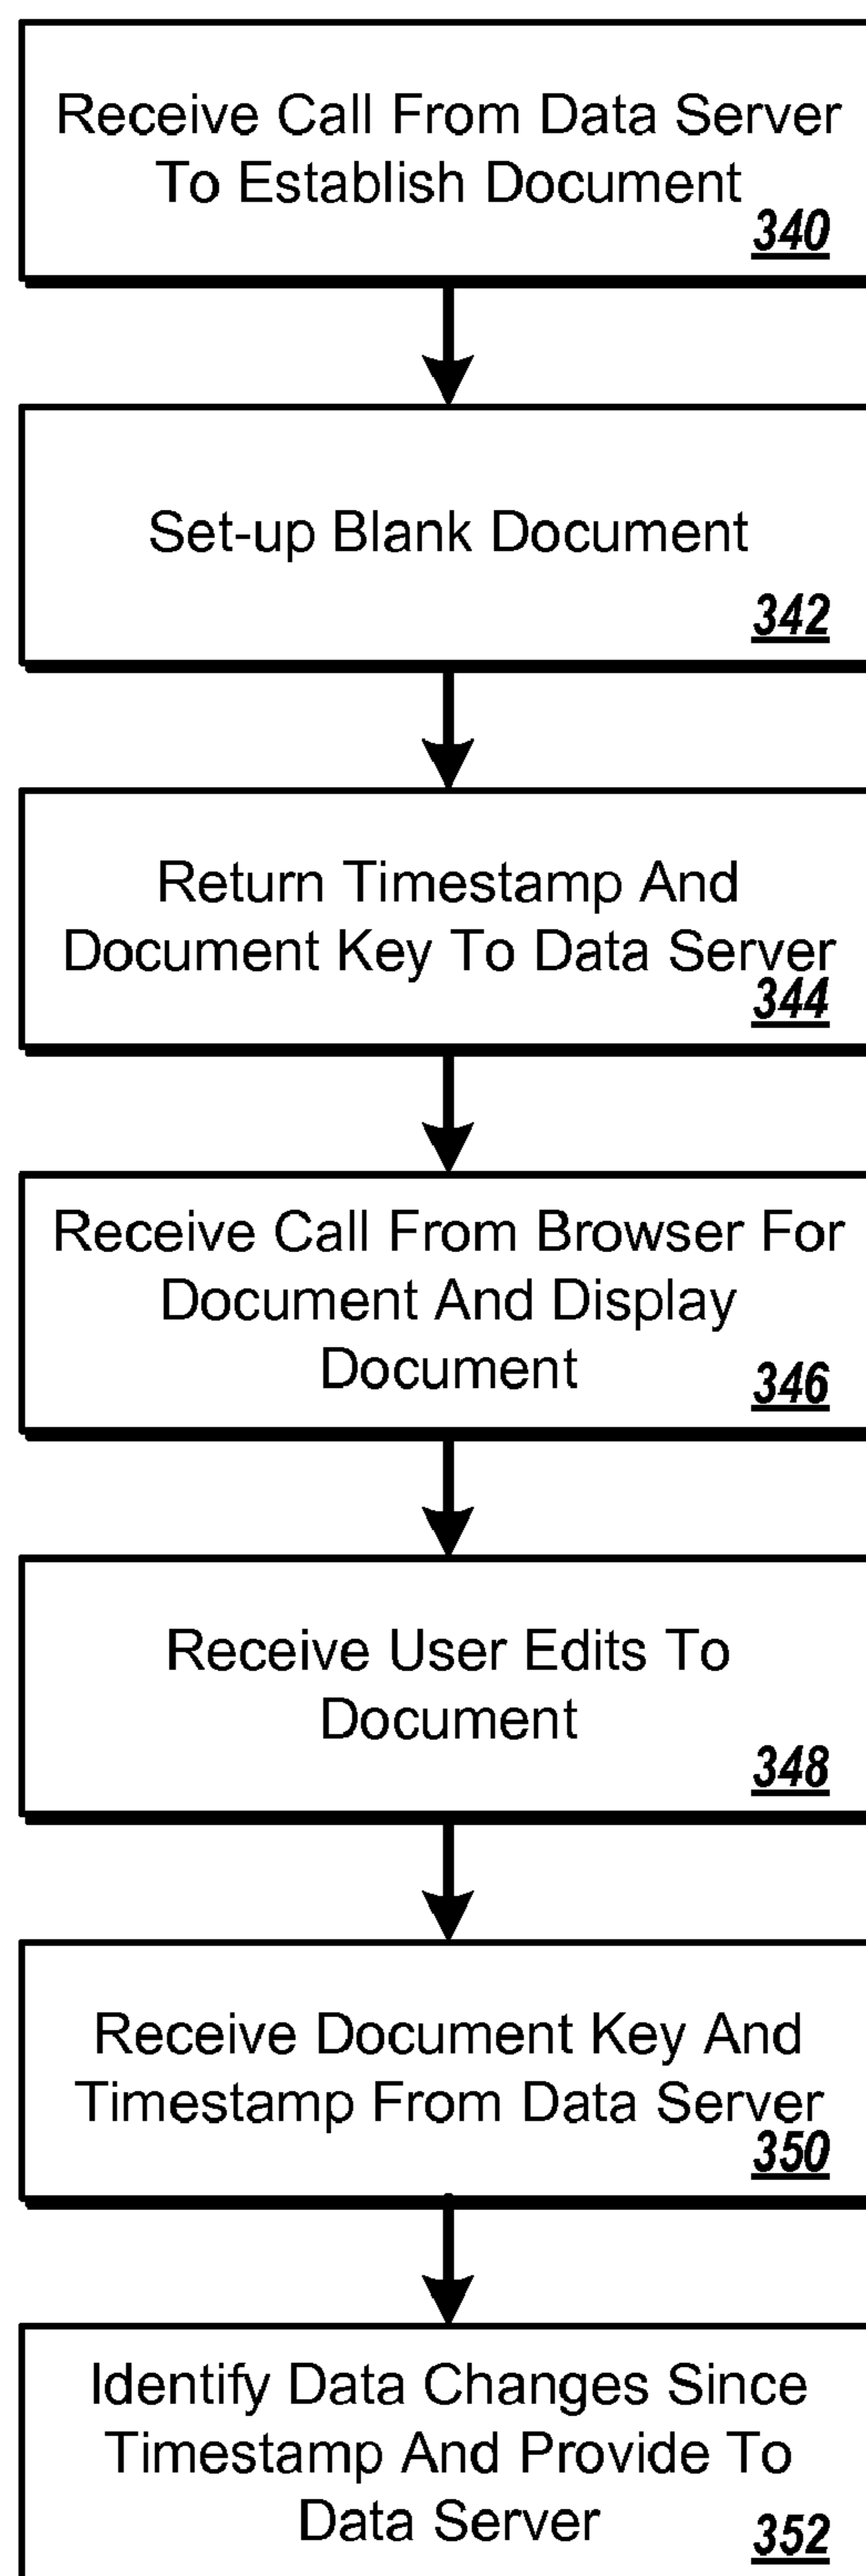 Receive Call From Data Server
To Establish Document
340
Set-up Blank Document
342
Return Timestamp And
Document Key To Data Server
344
Receive Call From Browser For
Document And Display
Document
346
Receive User Edits To
Document
348
Receive Document Key And
Timestamp From Data Server
350
Identify Data Changes Since
Timestamp And Provide To
Data Server
352